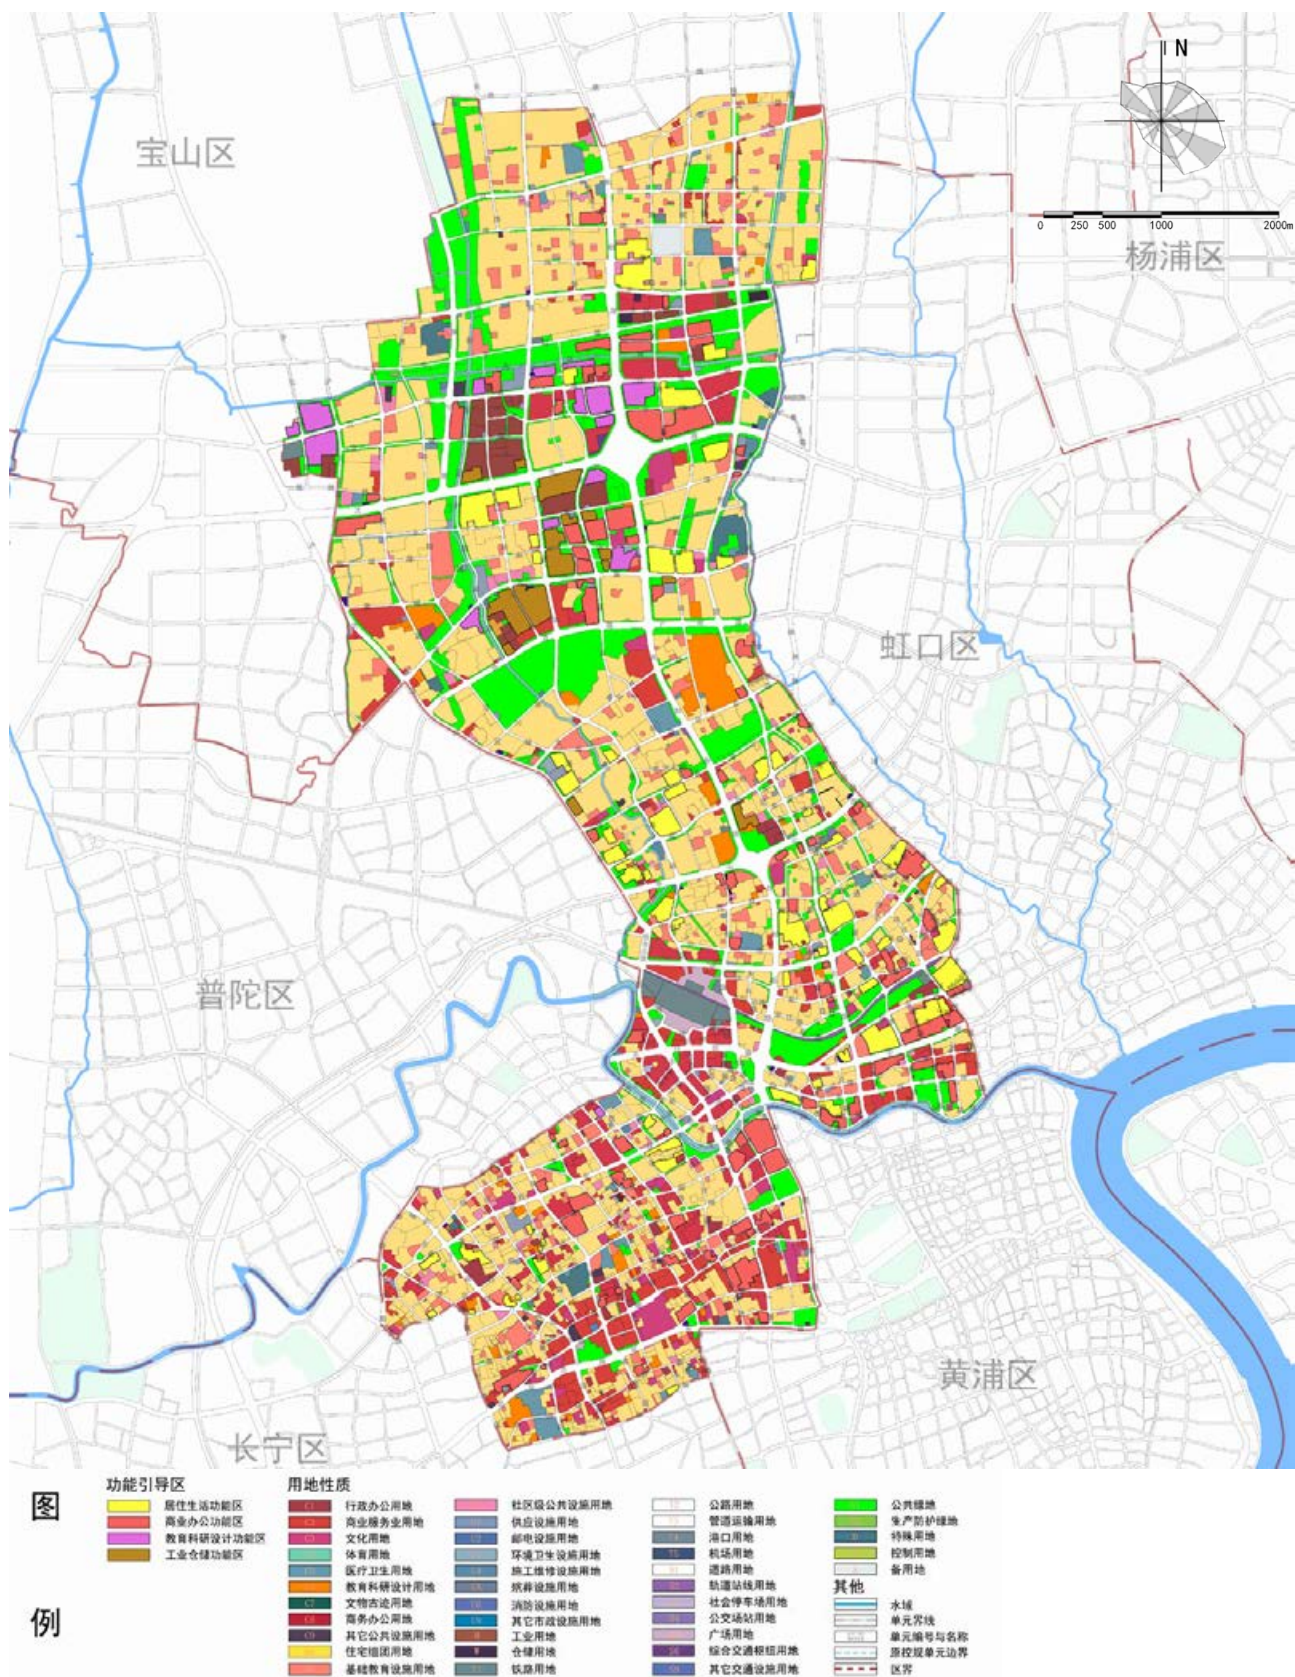 N
0 250 500 1000 2000m
宝山区
杨浦区
虹口区
普陀区
黄浦区
长宁区
图
例
功能引导区
居住生活功能区
商业办公功能区
教育科研设计功能区
工业仓储功能区
用地性质
C1 行政办公用地
C2 商业服务业用地
C3 文化用地
体育用地
医疗卫生用地
教育科研设计用地
C7 文物古迹用地
C8 商务办公用地
C9 其它公共设施用地
住宅组团用地
基础教育设施用地
社区级公共设施用地
供应设施用地
邮电设施用地
环境卫生设施用地
施工维修设施用地
殡葬设施用地
消防设施用地
其它市政设施用地
工业用地
W 仓储用地
铁路用地
公路用地
管道运输用地
港口用地
机场用地
道路用地
轨道站线用地
社会停车场用地
公交场站用地
广场用地
综合交通枢纽用地
其它交通设施用地
公共绿地
生产防护绿地
特殊用地
控制用地
备用地
其他
水域
单元界线
单元编号与名称
原控规单元边界
区界